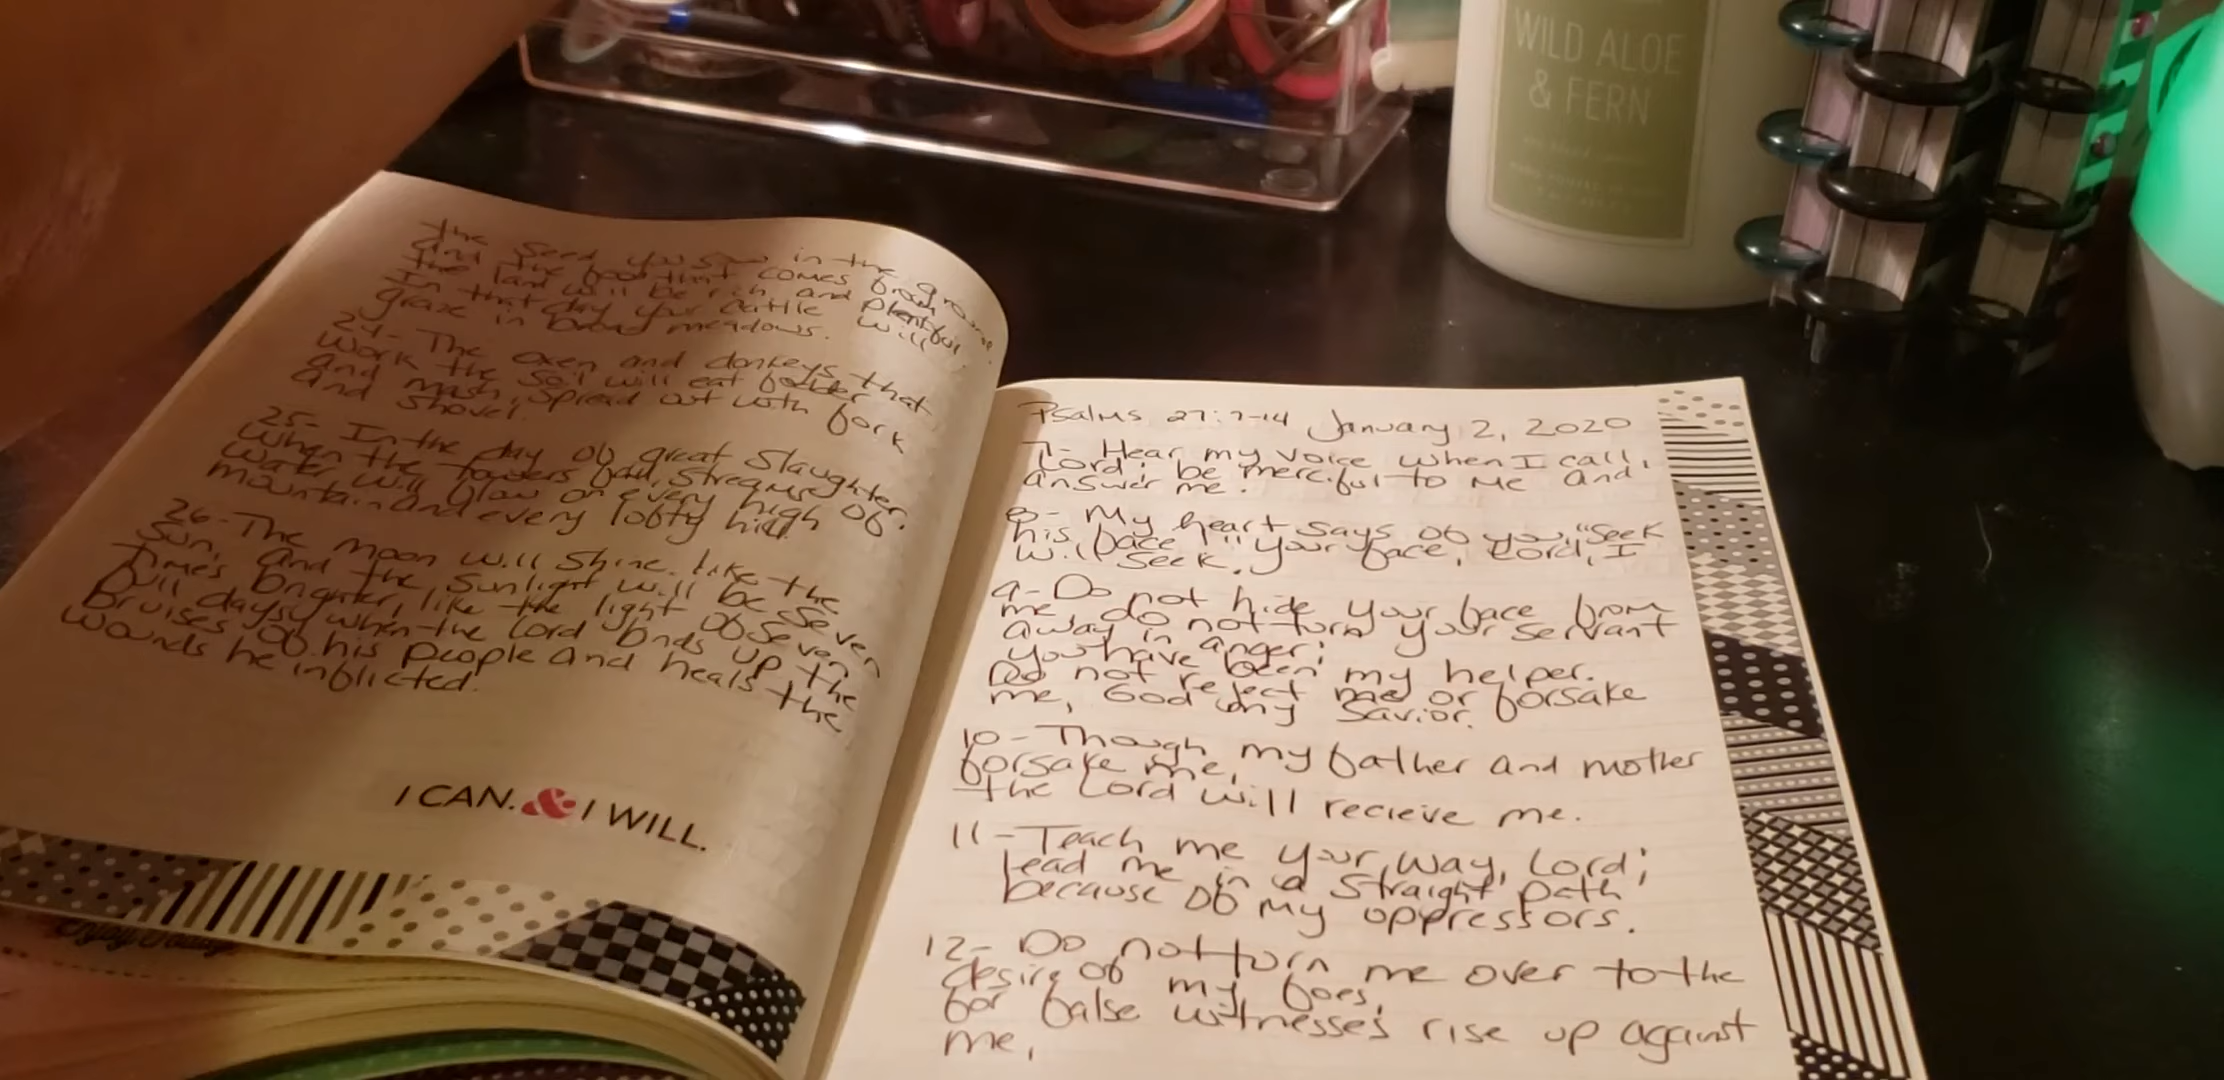 the seed you sow in the ground.
and the food that comes from
the land will be rich and plentiful.
In that day your cattle will
graze in broad meadows.
24- The oxen and donkeys that
work the soil will eat fodder
and mash, spread out with fork
and shovel.
25- In the day of great Slaughter,
when the towers fall, streams of
water will flow on every high
mountain and every lofty hill
26- The moon will shine like the
Sun, and the sunlight will be seven
times brighter, like the light of seven
full days, when the Lord binds up the
bruises of his people and heals the
wounds he inflicted.
I CAN. & I WILL.
Enjoy Today
Psalms 27:7-14 January 2, 2020
7- Hear my voice when I call,
Lord; be merciful to me and
answer me.
8- My heart says of you, "Seek
his face!" your face, Lord, I
will seek.
9- Do not hide your face from
me, do not turn your servant
away in anger;
you have been my helper.
Do not reject me or forsake
me, God my Savior.
10- Though my father and mother
forsake me,
the Lord will recieve me.
11- Teach me your way, Lord;
lead me in a straight path
because of my oppressors.
12- Do not turn me over to the
desire of my foes,
for false witnesses rise up against
me,
WILD ALOE
& FERN